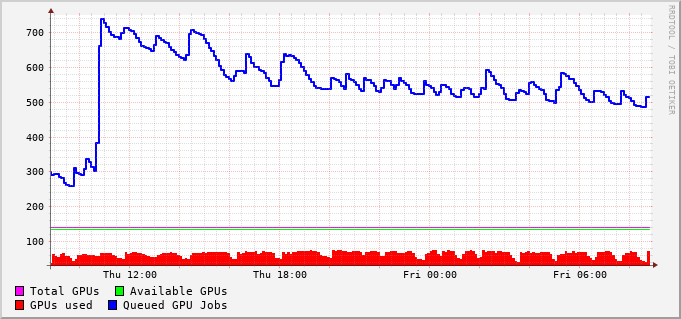 700
600
500
400
300
200
100
Thu 12:00 Thu 18:00 Fri 00:00 Fri 06:00
Total GPUs Available GPUs
GPUs used Queued GPU Jobs
RRDTOOL / TOBI OETIKER